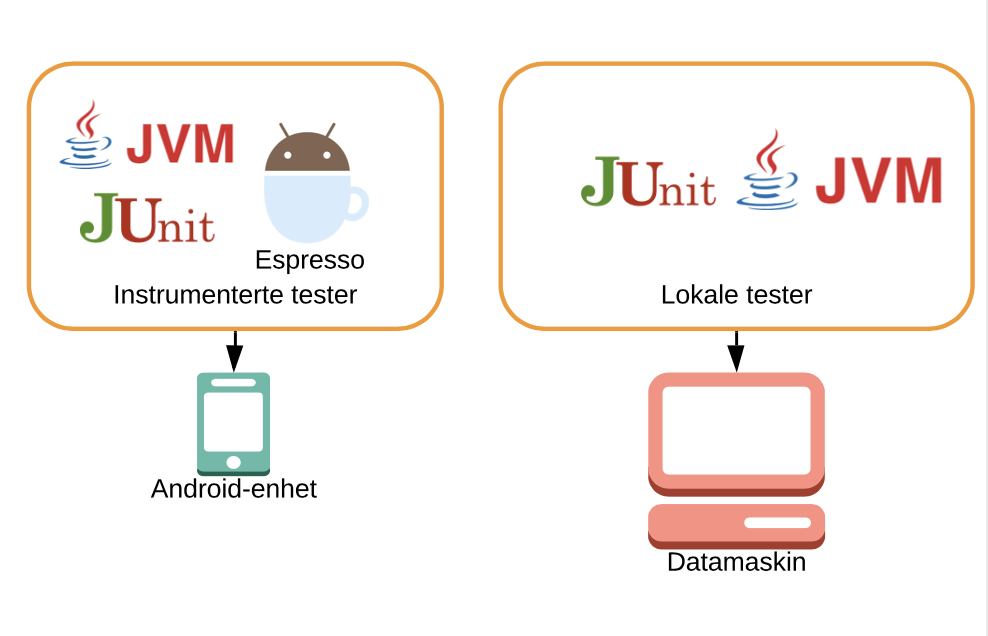 JVM
JUnit
Espresso
Instrumenterte tester
Android-enhet
JUnit JVM
Lokale tester
Datamaskin